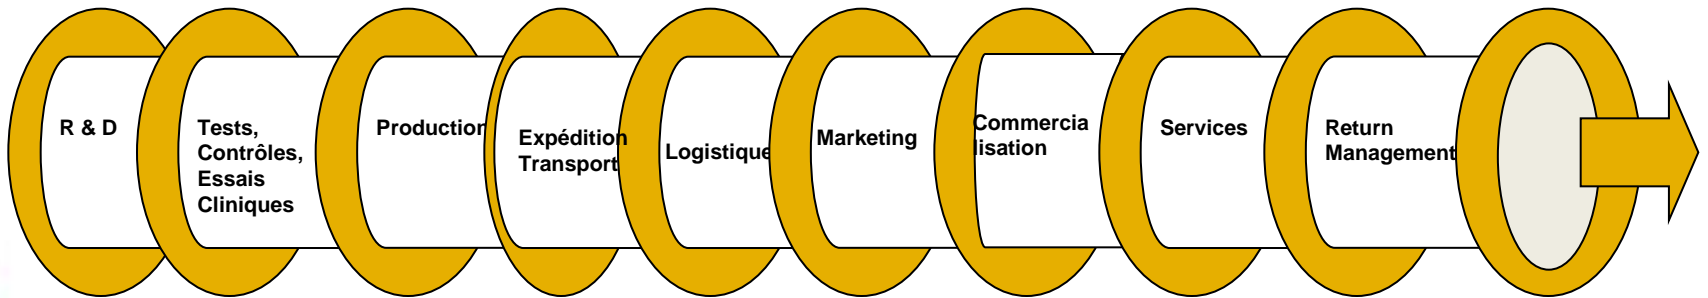 R & D
Tests,
Contrôles,
Essais
Cliniques
Production
Expédition
Transport
Logistique
Marketing
Commercia
lisation
Services
Return
Management